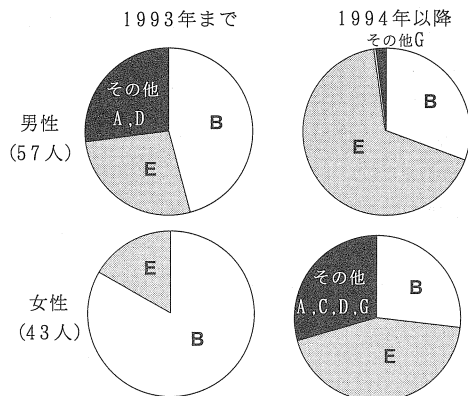 1993年まで
1994年以降
その他G
男性
(57人)
その他
A,D
B
E
B
E
女性
(43人)
E
B
その他
A,C,D,G
B
E